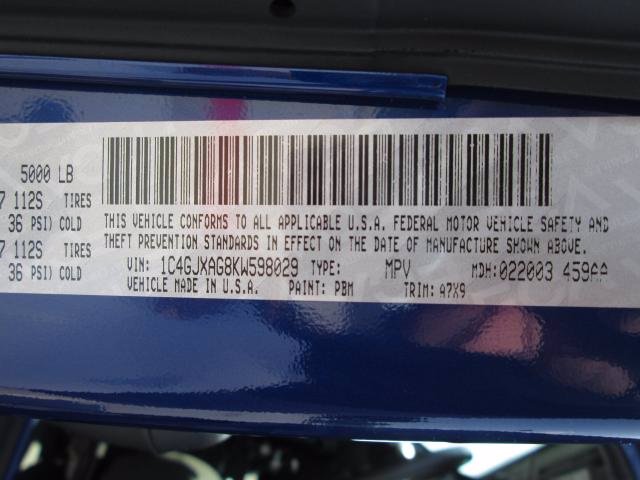 5000 LB
7 112S TIRES
36 PSI) COLD
7 112S TIRES
36 PSI) COLD
THIS VEHICLE CONFORMS TO ALL APPLICABLE U.S.A. FEDERAL MOTOR VEHICLE SAFETY AND
THEFT PREVENTION STANDARDS IN EFFECT ON THE DATE OF MANUFACTURE SHOWN ABOVE.
VIN: 1C4GJXAG8KW598029 TYPE: MPV MDH:022003 459AA
VEHICLE MADE IN U.S.A. PAINT: PBM TRIM: A7X9